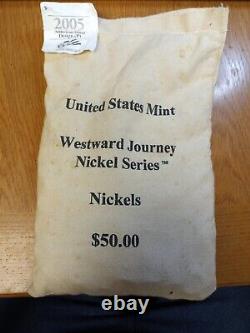 2005
United States Mint
Westward Journey
Nickel Series™
Nickels
$50.00